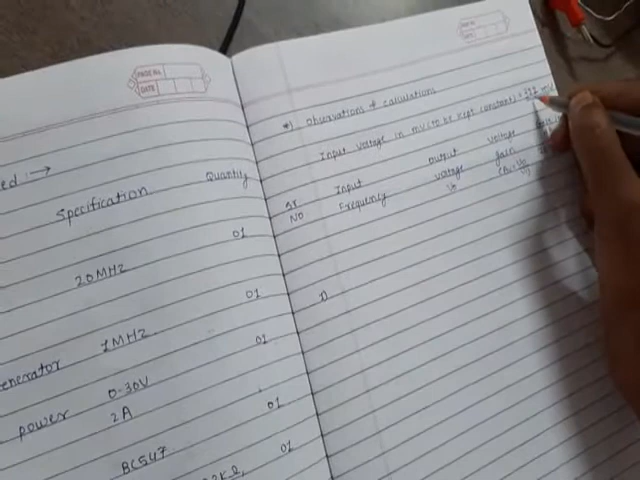 PAGE No.
DATE
ed :→
Specification Quantity
20MHz 01
enerator 1MHz 01
power 0-30V 01
2A
BC547 01
2KΩ, 01
PAGE No.
DATE
*) Observations & calculations
Input voltage in mV (to be kept constant) =
Sr Input output voltage
NO Frequency voltage gain
Vo
1)